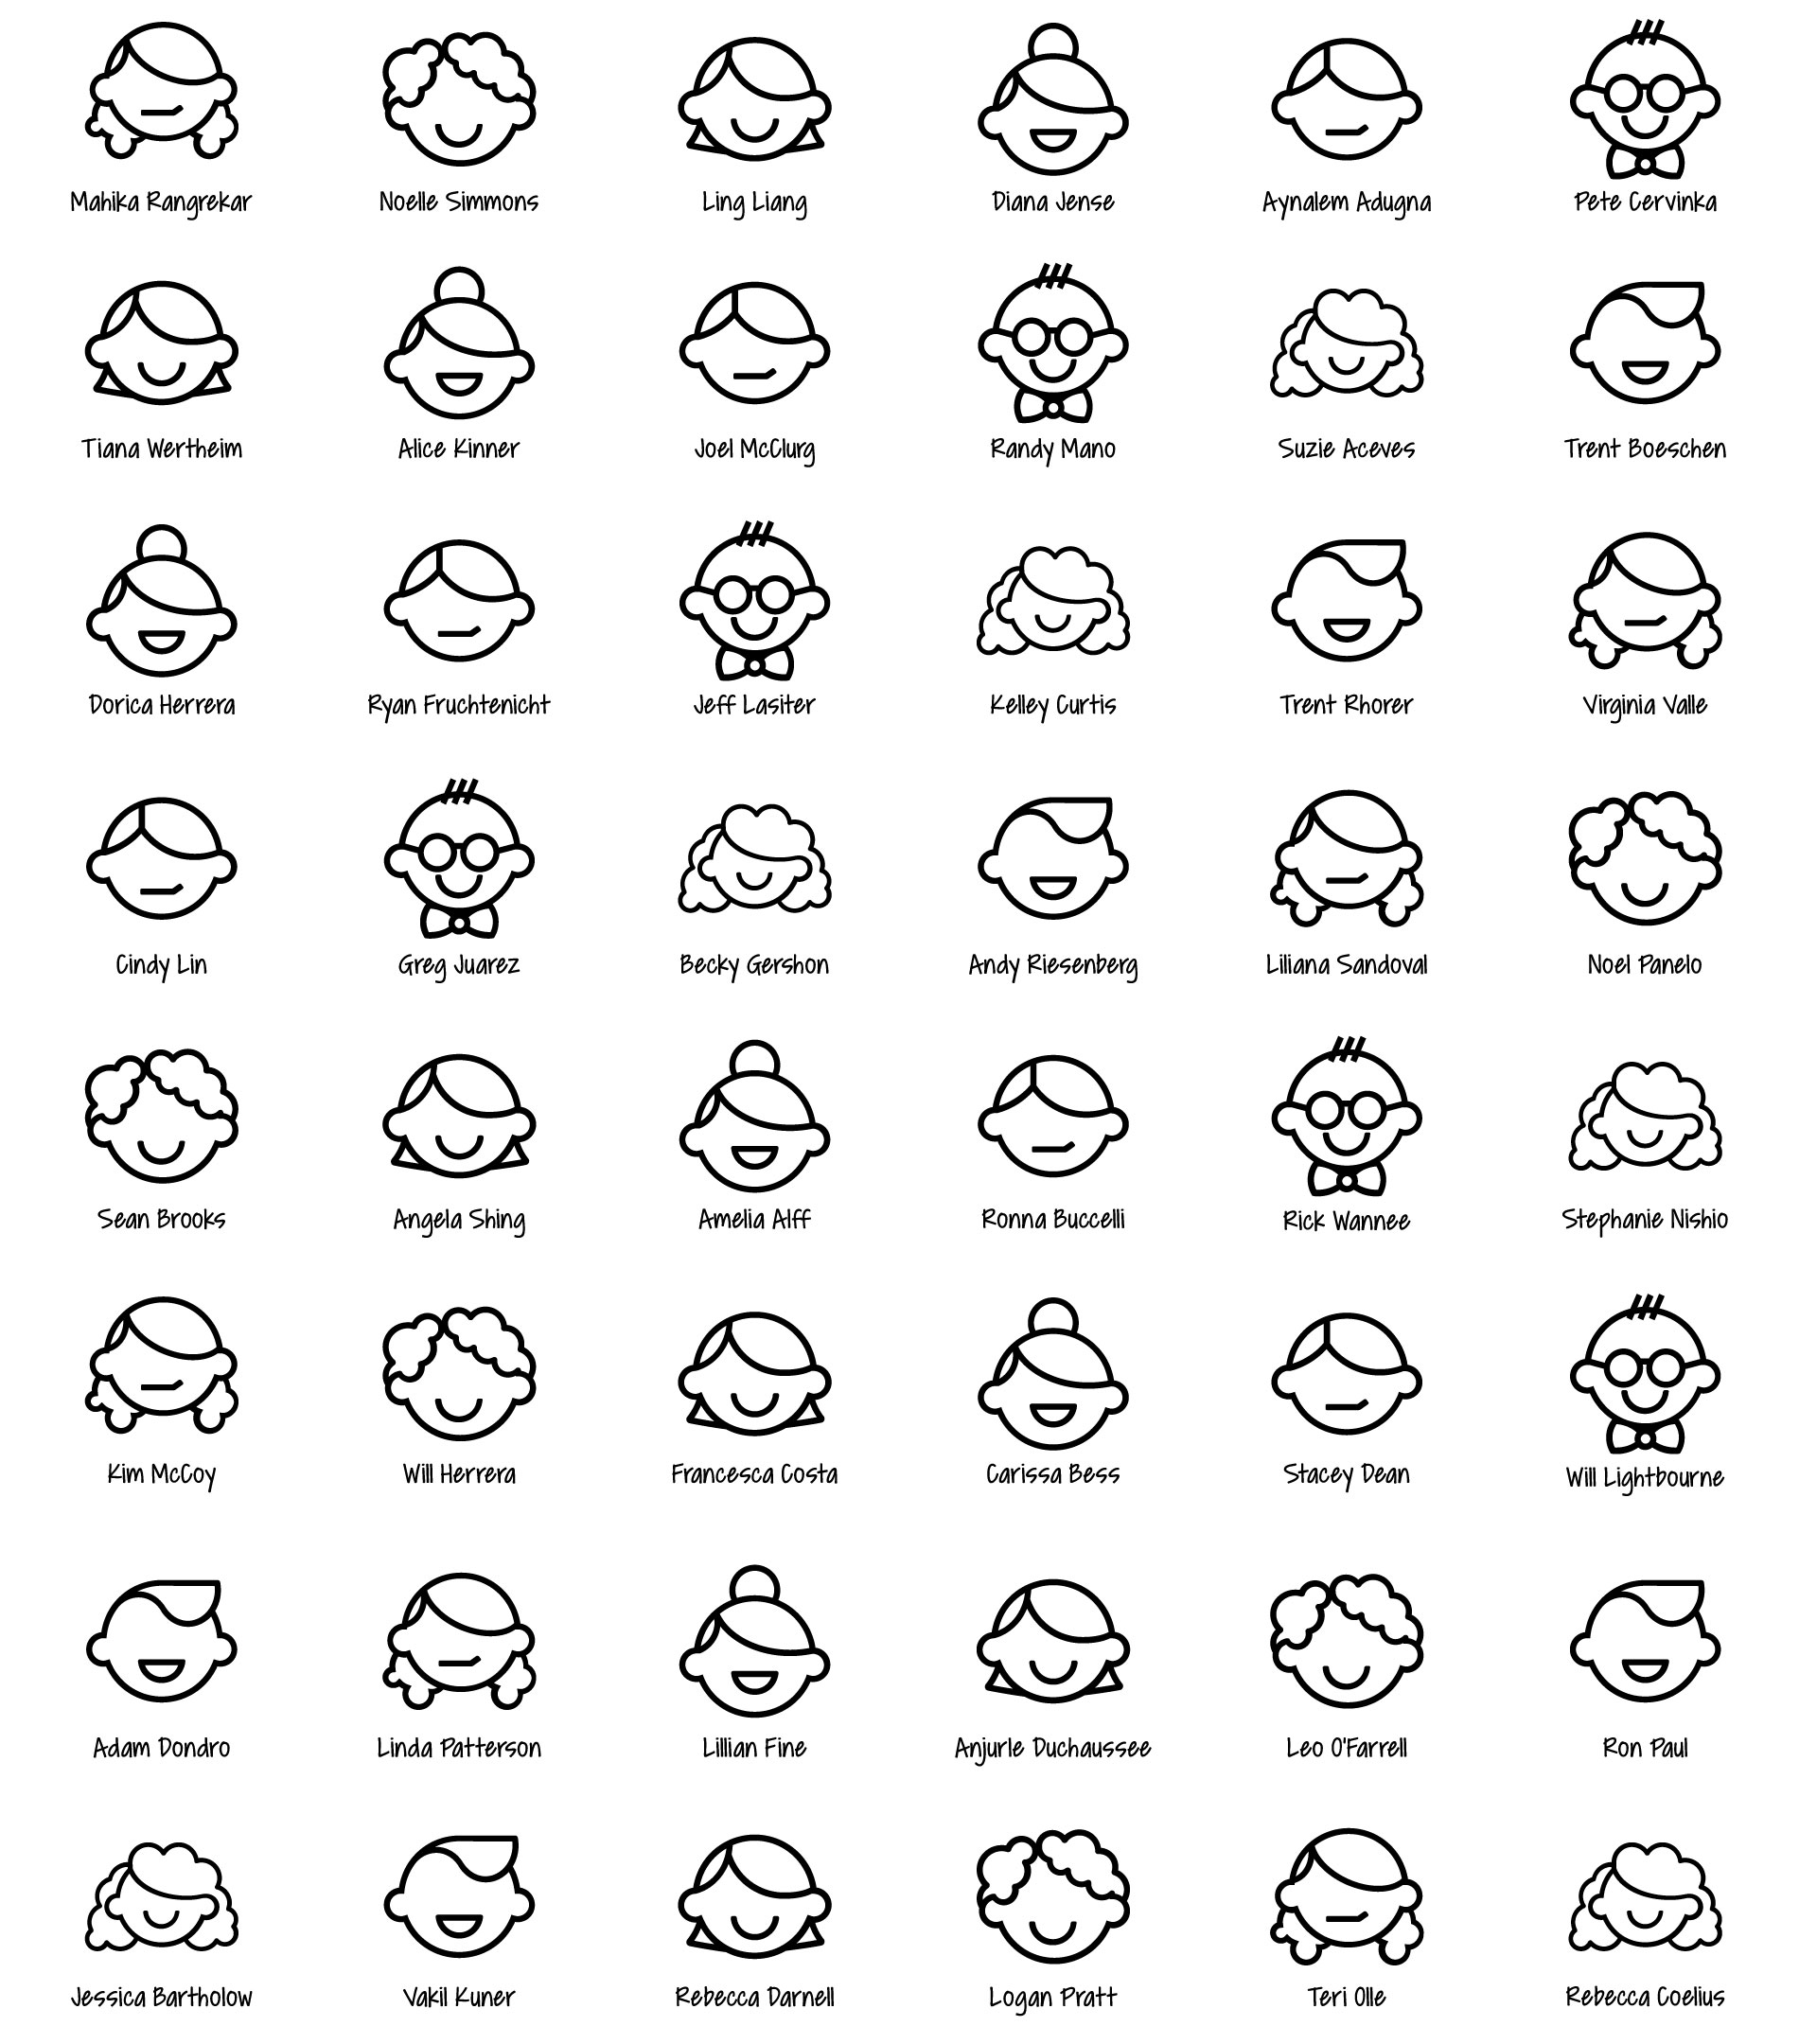 Mahika Rangrekar
Noelle Simmons
Ling Liang
Diana Jense
Aynalem Adugna
Pete Cervinka
Tiana Wertheim
Alice Kinner
Joel McClurg
Randy Mano
Suzie Aceves
Trent Boeschen
Dorica Herrera
Ryan Fruchtenicht
Jeff Lasiter
Kelley Curtis
Trent Rhorer
Virginia Valle
Cindy Lin
Greg Juarez
Becky Gershon
Andy Riesenberg
Liliana Sandoval
Noel Panelo
Sean Brooks
Angela Shing
Amelia Alff
Ronna Buccelli
Rick Wannee
Stephanie Nishio
Kim McCoy
Will Herrera
Francesca Costa
Carissa Bess
Stacey Dean
Will Lightbourne
Adam Dondro
Linda Patterson
Lillian Fine
Anjurle Duchaussee
Leo O'Farrell
Ron Paul
Jessica Bartholow
Vakil Kuner
Rebecca Darnell
Logan Pratt
Teri Olle
Rebecca Coelius